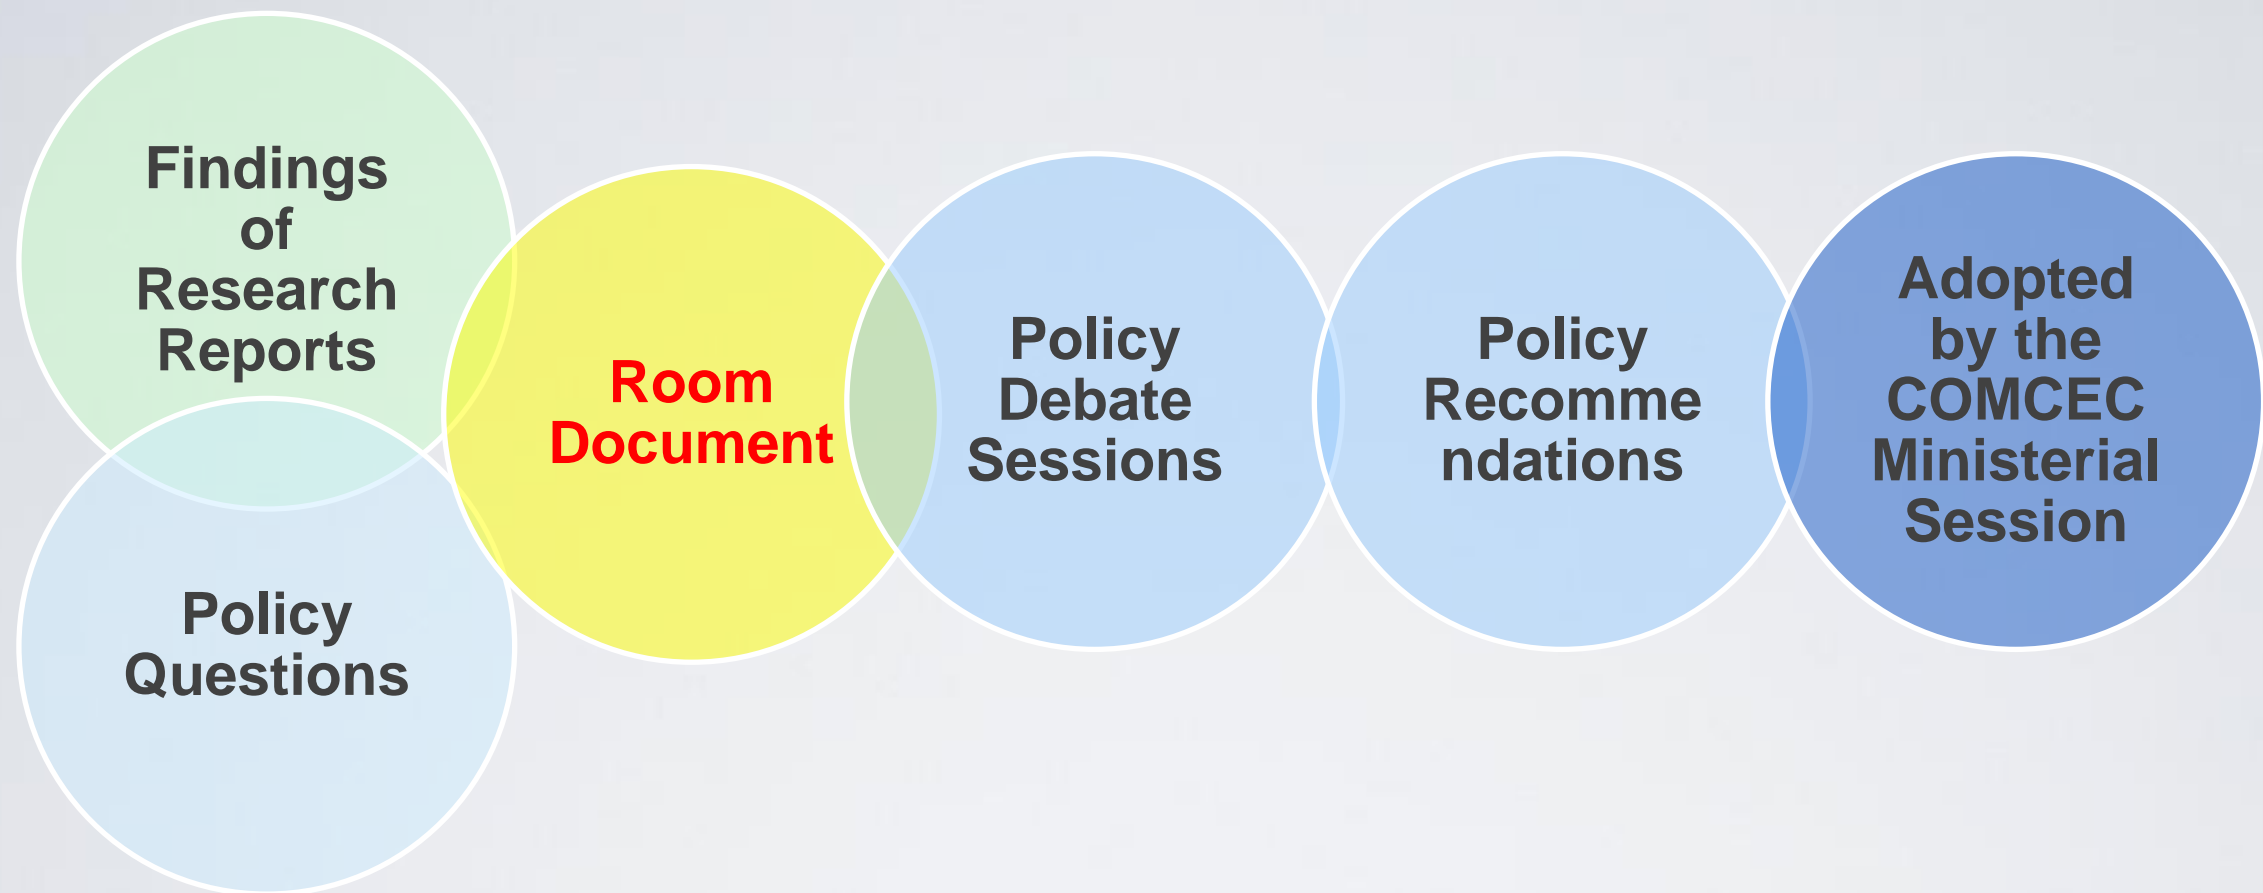 Findings
of
Research
Reports
Policy
Questions
Room
Document
Policy
Debate
Sessions
Policy
Recomme
ndations
Adopted
by the
COMCEC
Ministerial
Session